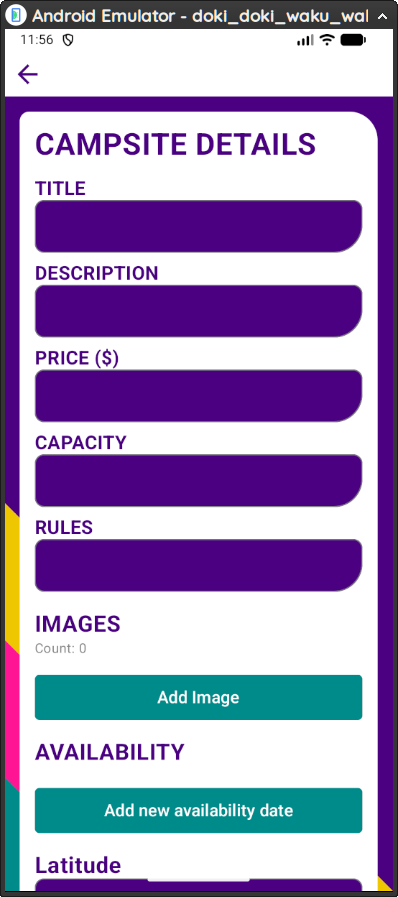 Android Emulator - doki_doki_waku_wa
11:56
CAMPSITE DETAILS
TITLE
DESCRIPTION
PRICE ($)
CAPACITY
RULES
IMAGES
Count: 0
Add Image
AVAILABILITY
Add new availability date
Latitude